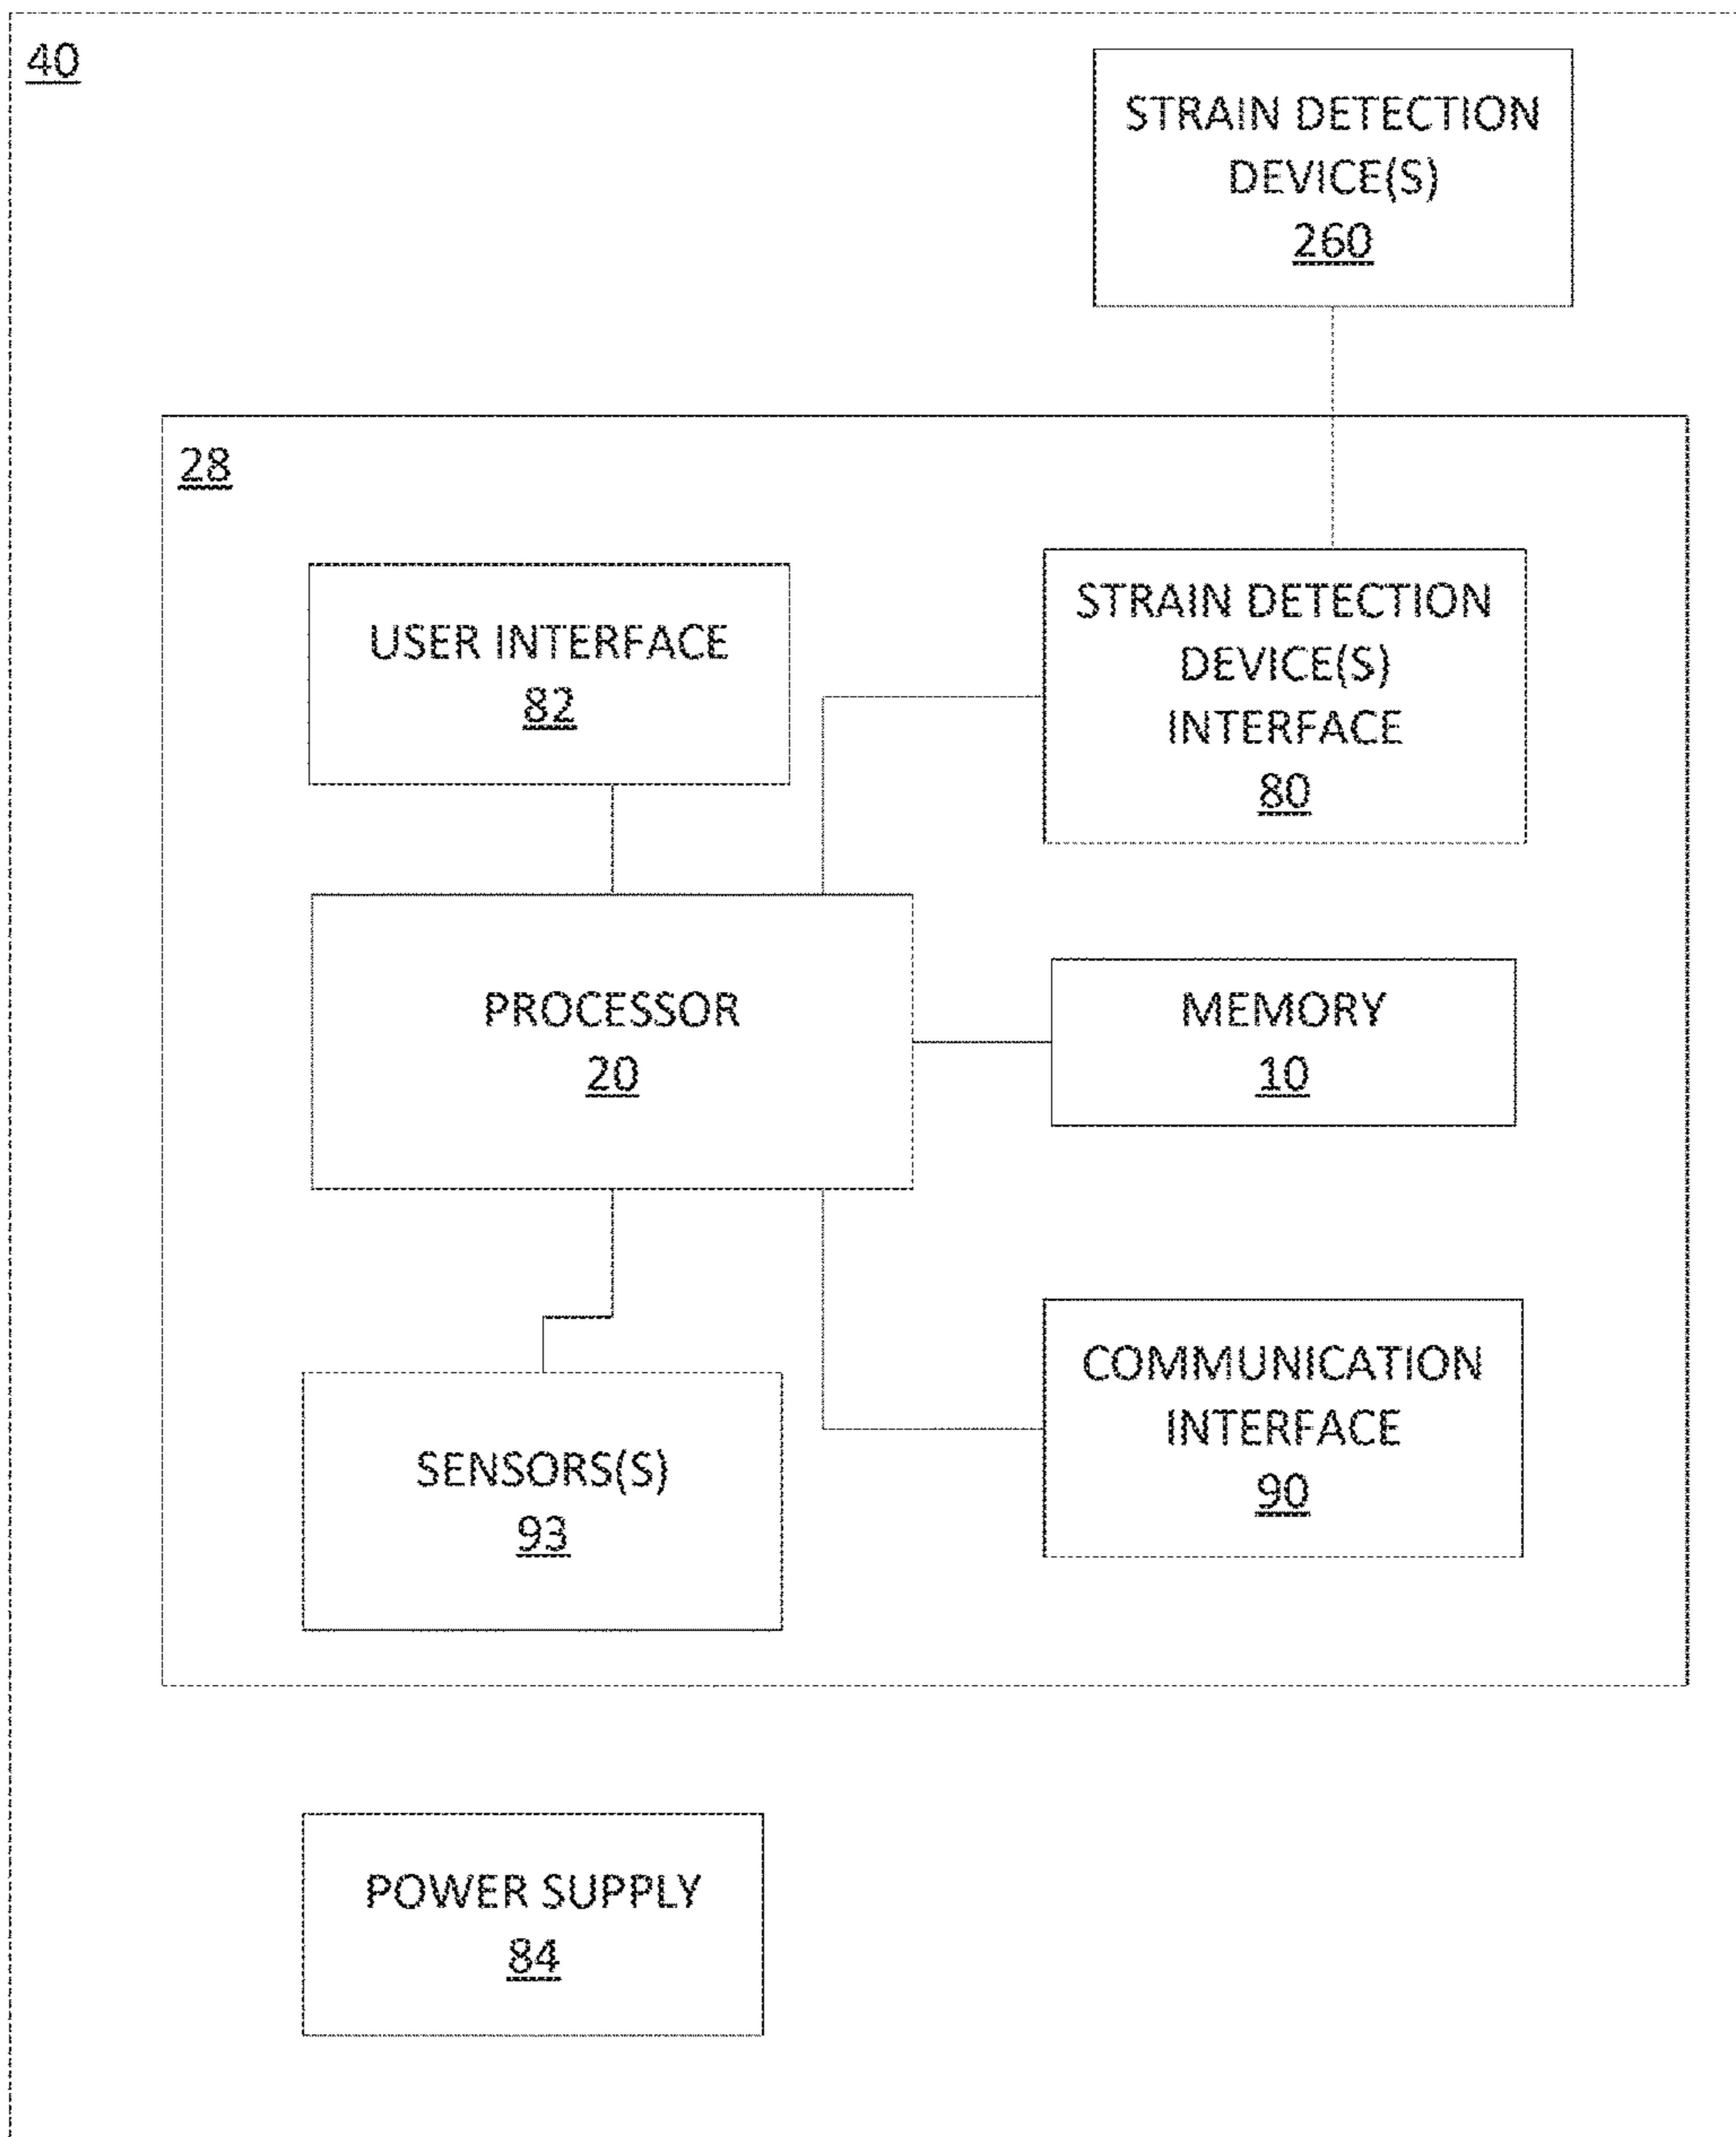 40
STRAIN DETECTION
DEVICE(S)
260
28
USER INTERFACE
82
STRAIN DETECTION
DEVICE(S)
INTERFACE
80
PROCESSOR
20
MEMORY
10
SENSORS(S)
93
COMMUNICATION
INTERFACE
90
POWER SUPPLY
84